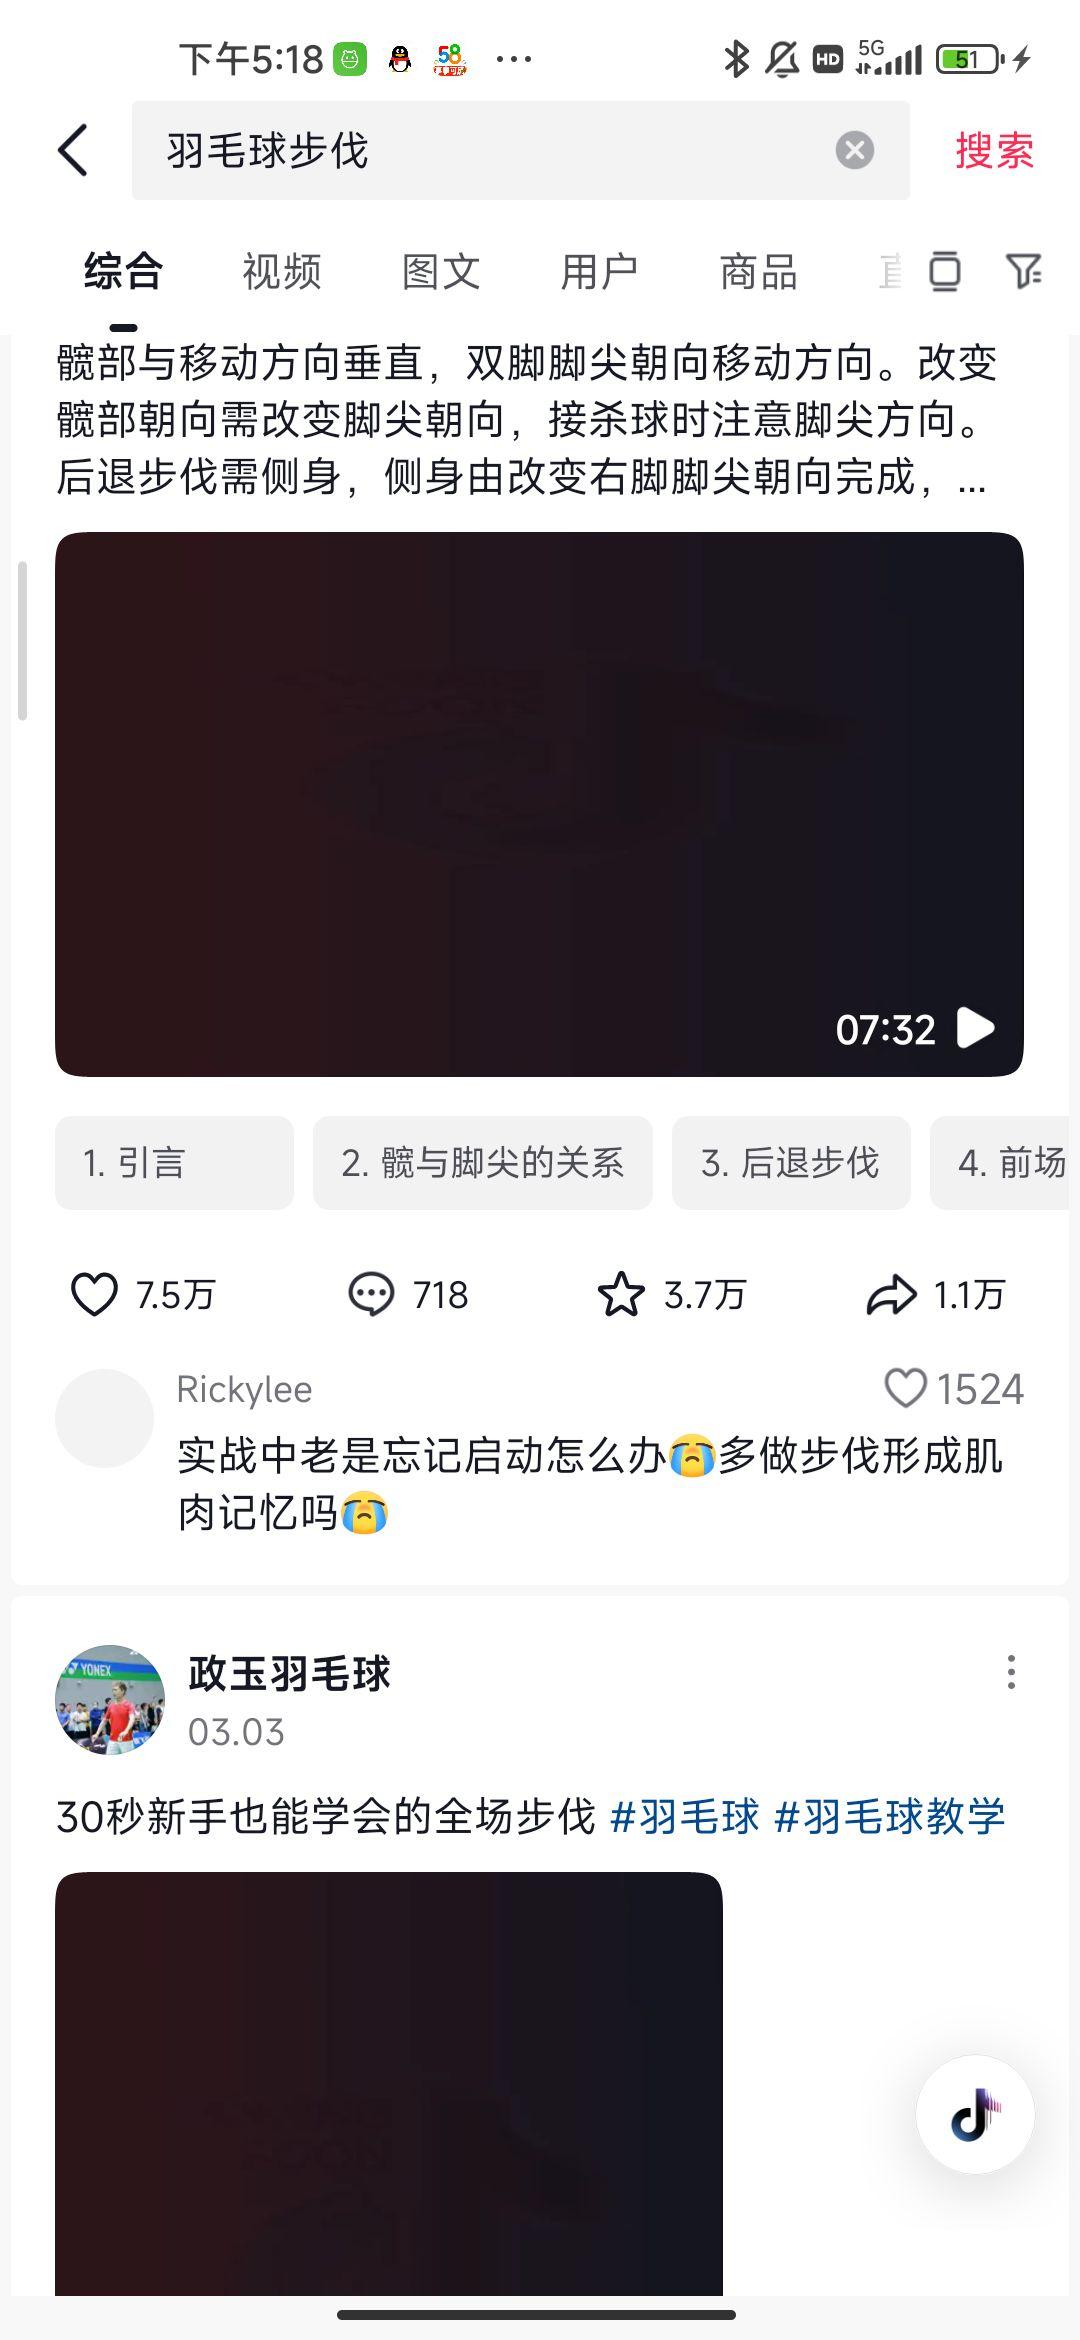 下午5:18
58
HD
5G
51
羽毛球步伐
搜索
综合
视频
图文
用户
商品
髋部与移动方向垂直，双脚脚尖朝向移动方向。改变
髋部朝向需改变脚尖朝向，接杀球时注意脚尖方向。
后退步伐需侧身，侧身由改变右脚脚尖朝向完成，...
07:32
1. 引言
2. 髋与脚尖的关系
3. 后退步伐
4. 前场
7.5万
718
3.7万
1.1万
Rickylee
1524
实战中老是忘记启动怎么办😭多做步伐形成肌
肉记忆吗😭
YONEX
政玉羽毛球
03.03
30秒新手也能学会的全场步伐 #羽毛球 #羽毛球教学